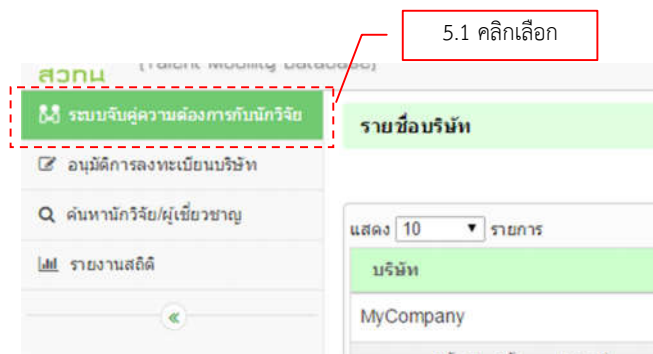 5.1 คลิกเลือก
สวทน (Talent Mobility Database)
ระบบจับคู่ความต้องการกับนักวิจัย
รายชื่อบริษัท
อนุมัติการลงทะเบียนบริษัท
ค้นหานักวิจัย/ผู้เชี่ยวชาญ
แสดง 10 รายการ
รายงานสถิติ
บริษัท
MyCompany